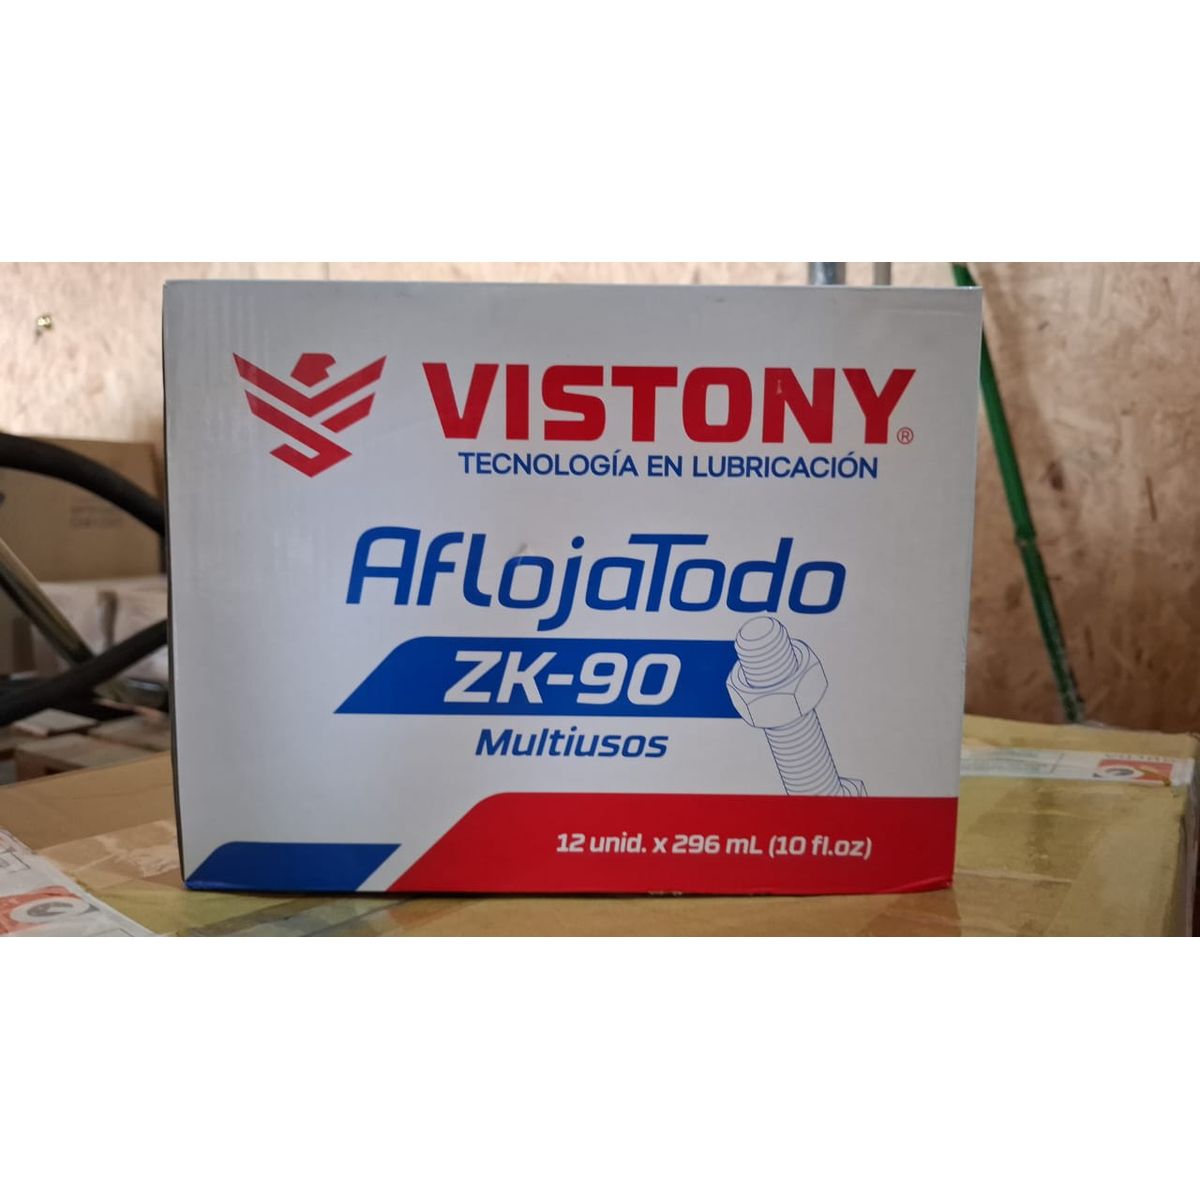 VISTONY®
TECNOLOGÍA EN LUBRICACIÓN
AflojaTodo
ZK-90
Multiusos
12 unid. x 296 mL (10 fl.oz)